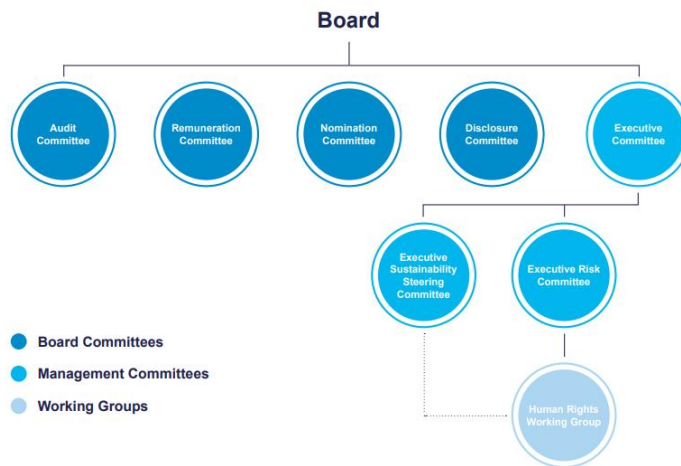 Board
Audit
Committee
Remuneration
Committee
Nomination
Committee
Disclosure
Committee
Executive
Committee
Executive
Sustainability
Steering
Committee
Executive Risk
Committee
Board Committees
Management Committees
Working Groups
Human Rights
Working Group